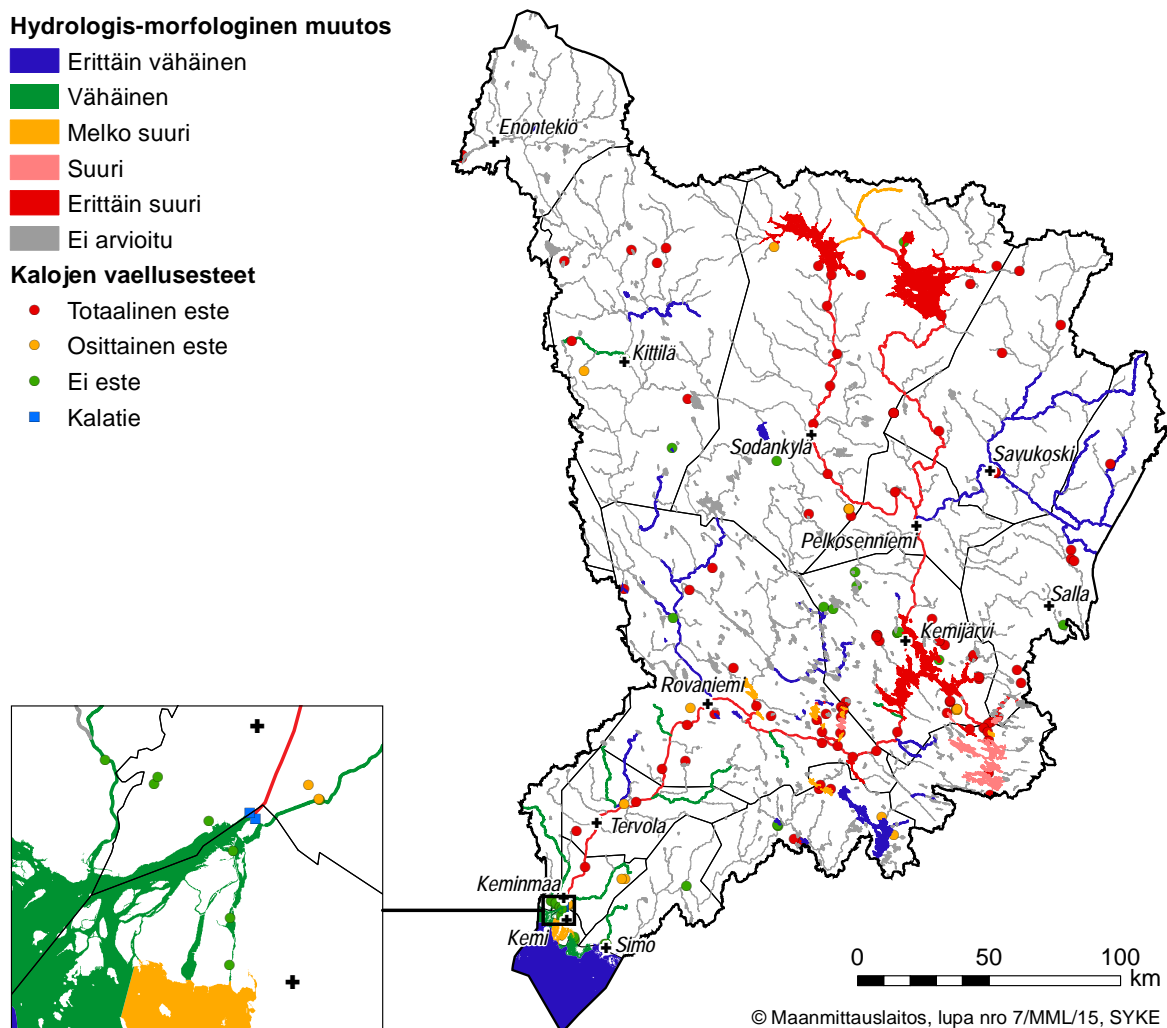 Hydrologis-morfologinen muutos
Erittäin vähäinen
Vähäinen
Melko suuri
Suuri
Erittäin suuri
Ei arvioitu
Kalojen vaellusesteet
Totaalinen este
Osittainen este
Ei este
Kalatie
Enontekiö
Kittilä
Sodankylä
Savukoski
Pelkosenniemi
Salla
Kemijärvi
Rovaniemi
Tervola
Keminmaa
Kemi
Simo
0 50 100
km
© Maanmittauslaitos, lupa nro 7/MML/15, SYKE